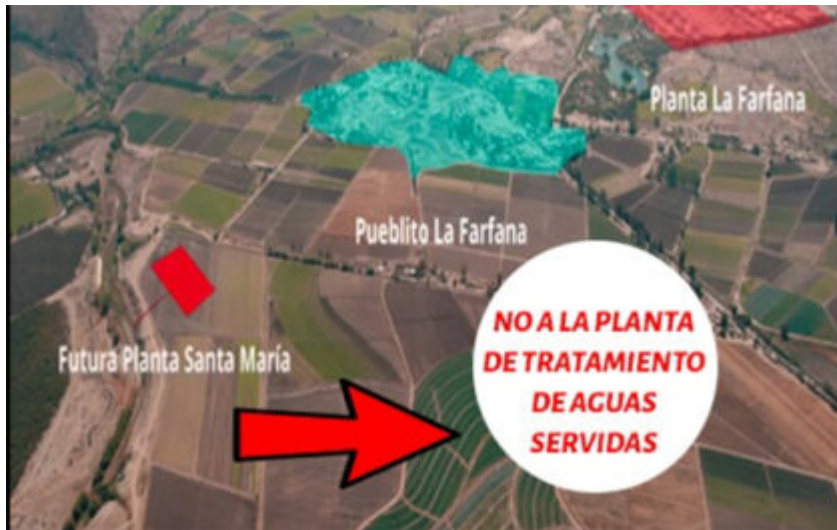 Planta La Farfana
Pueblito La Farfana
Futura Planta Santa María
NO A LA PLANTA
DE TRATAMIENTO
DE AGUAS
SERVIDAS